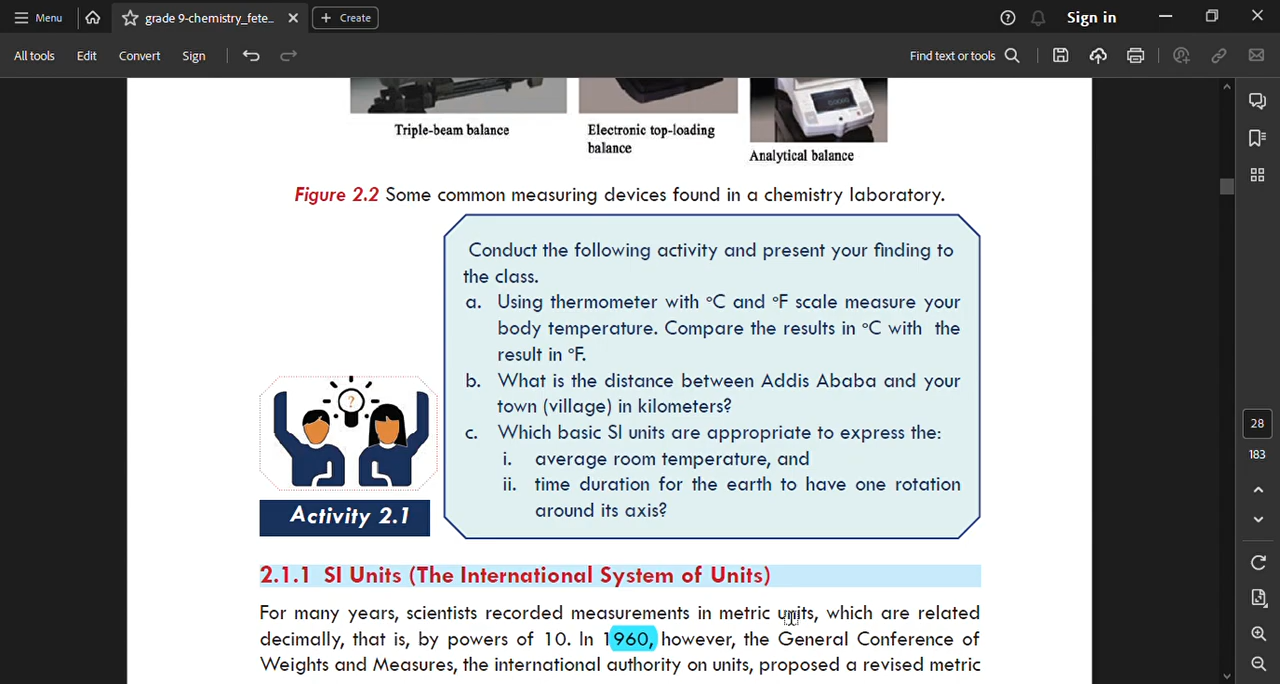 Menu
grade 9-chemistry_fete...
Create
Sign in
All tools
Edit
Convert
Sign
Find text or tools
Triple-beam balance
Electronic top-loading
balance
Analytical balance
Figure 2.2 Some common measuring devices found in a chemistry laboratory.
Conduct the following activity and present your finding to
the class.
a. Using thermometer with °C and °F scale measure your
body temperature. Compare the results in °C with the
result in °F.
b. What is the distance between Addis Ababa and your
town (village) in kilometers?
c. Which basic SI units are appropriate to express the:
i. average room temperature, and
ii. time duration for the earth to have one rotation
around its axis?
?
Activity 2.1
28
183
2.1.1 SI Units (The International System of Units)
For many years, scientists recorded measurements in metric units, which are related
decimally, that is, by powers of 10. In 1960, however, the General Conference of
Weights and Measures, the international authority on units, proposed a revised metric